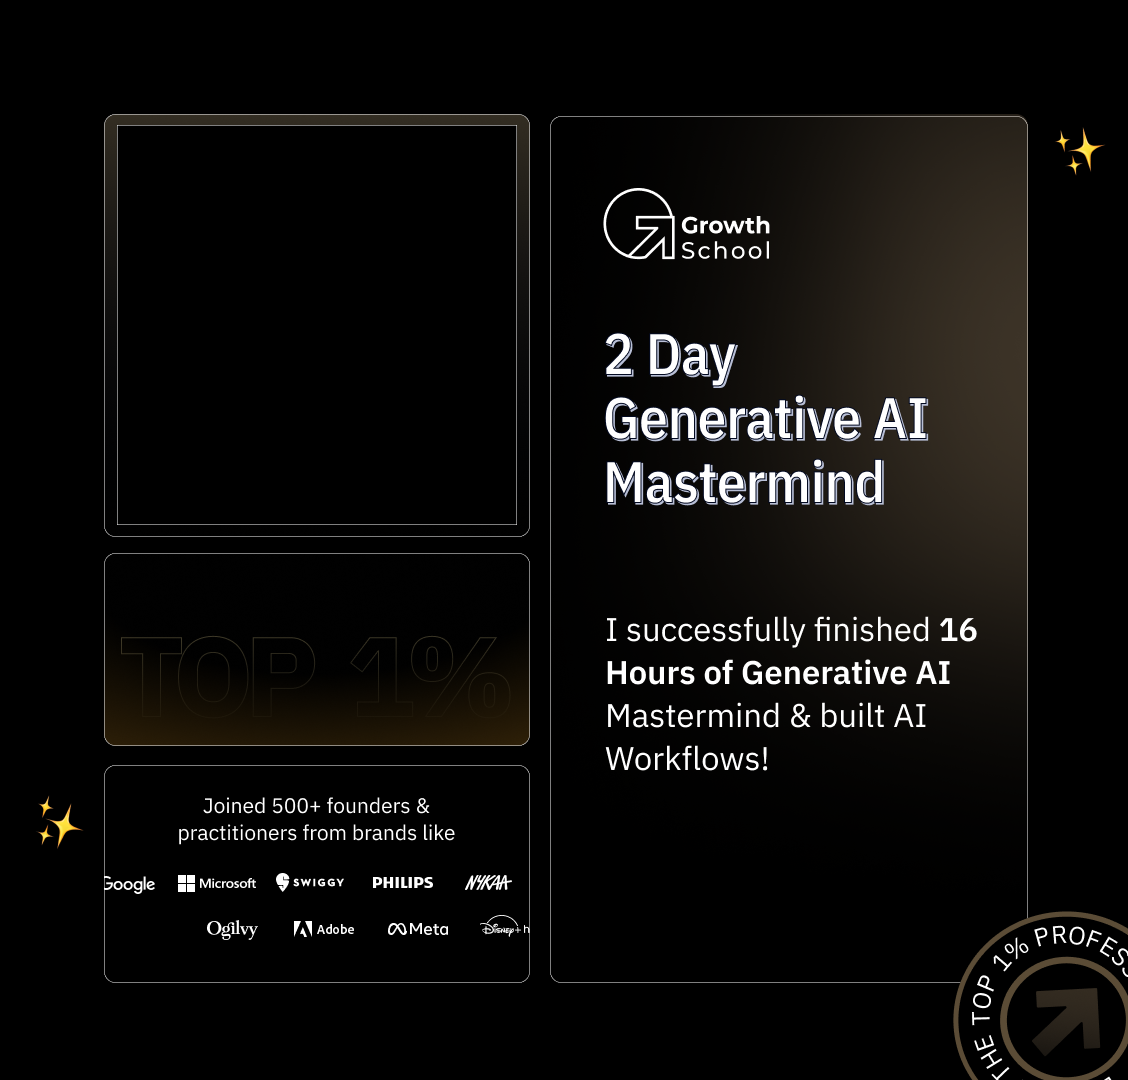 Growth
School
2 Day
Generative AI
Mastermind
I successfully finished 16
Hours of Generative AI
Mastermind & built AI
Workflows!
TOP 1%
Joined 500+ founders &
practitioners from brands like
Google Microsoft SWIGGY PHILIPS NYKAA
Ogilvy Adobe Meta Disney+ h
THE TOP 1% PROFESS